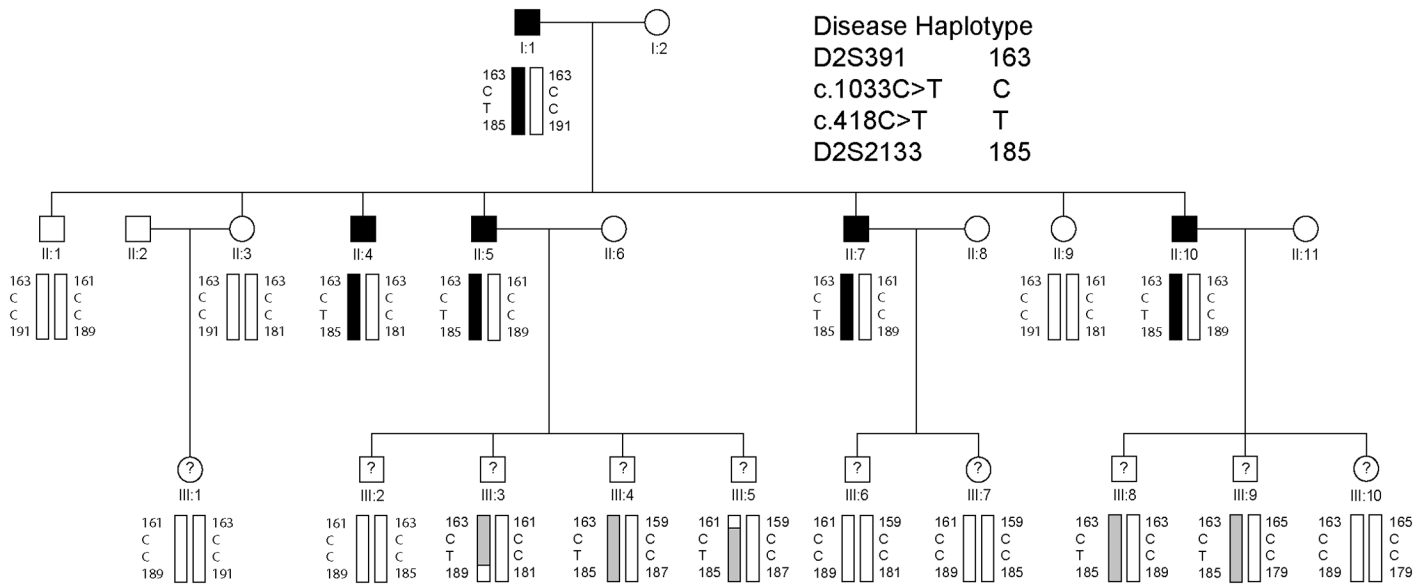 Disease Haplotype
D2S391 163
c.1033C>T C
c.418C>T T
D2S2133 185
I:1 I:2
163 163
C C
T C
185 191
II:1 II:2 II:3 II:4 II:5 II:6 II:7 II:8 II:9 II:10 II:11
163 161 163 163 163 163 163 161 163 161 163 161 163 163
C C C C C C C C C C C C C C
C C C C T C T C T C C C T C
191 189 191 181 185 181 185 189 185 189 191 181 185 189
? ? ? ? ? ? ? ? ? ?
III:1 III:2 III:3 III:4 III:5 III:6 III:7 III:8 III:9 III:10
161 163 161 163 163 161 163 159 161 159 161 159 161 159 163 163 163 165 163 165
C C C C C C C C C C C C C C C C C C C C
C C C C T C T C T C C C C C T C T C C C
189 191 189 185 189 181 185 187 185 187 189 181 189 185 185 189 185 179 189 179